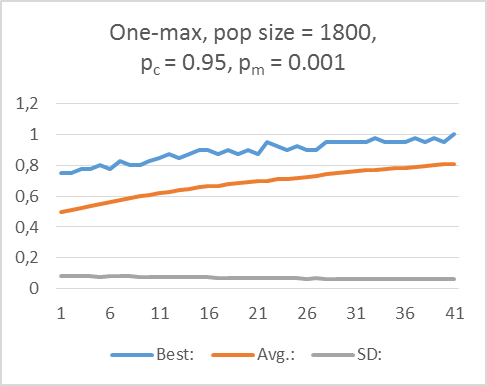 One-max, pop size = 1800,
pc = 0.95, pm = 0.001
1,2
1
0,8
0,6
0,4
0,2
0
1 6 11 16 21 26 31 36 41
Best: Avg.: SD: